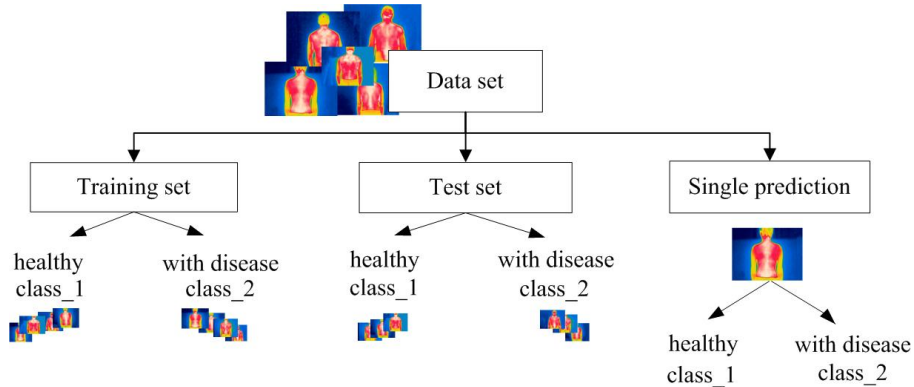 Data set
Training set
Test set
Single prediction
healthy
class_1
with disease
class_2
healthy
class_1
with disease
class_2
healthy
class_1
with disease
class_2